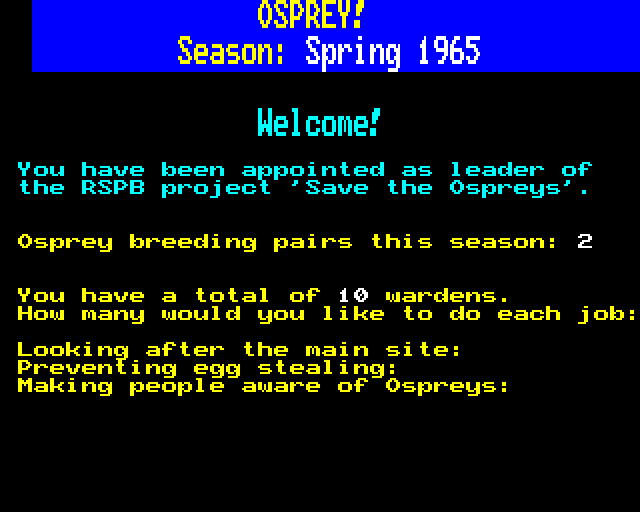 OSPREY!
Season: Spring 1965
Welcome!
You have been appointed as leader of
the RSPB project 'Save the Ospreys'.
Osprey breeding pairs this season: 2
You have a total of 10 wardens.
How many would you like to do each job:
Looking after the main site:
Preventing egg stealing:
Making people aware of Ospreys: